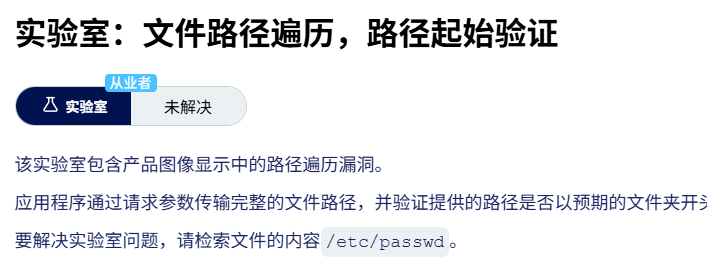 实验室：文件路径遍历，路径起始验证
从业者
实验室 未解决
该实验室包含产品图像显示中的路径遍历漏洞。
应用程序通过请求参数传输完整的文件路径，并验证提供的路径是否以预期的文件夹开
要解决实验室问题，请检索文件的内容 /etc/passwd。